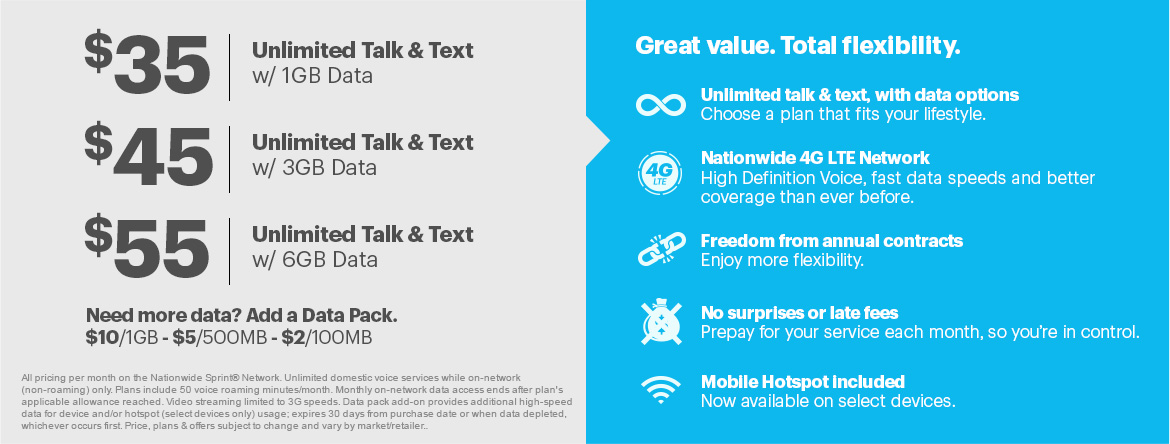 $35
Unlimited Talk & Text
w/ 1GB Data
$45
Unlimited Talk & Text
w/ 3GB Data
$55
Unlimited Talk & Text
w/ 6GB Data
Need more data? Add a Data Pack.
$10/1GB - $5/500MB - $2/100MB
All pricing per month on the Nationwide Sprint® Network. Unlimited domestic voice services while on-network
(non-roaming) only. Plans include 50 voice roaming minutes/month. Monthly on-network data access ends after plan's
applicable allowance reached. Video streaming limited to 3G speeds. Data pack add-on provides additional high-speed
data for device and/or hotspot (select devices only) usage; expires 30 days from purchase date or when data depleted,
whichever occurs first. Price, plans & offers subject to change and vary by market/retailer..
Great value. Total flexibility.
Unlimited talk & text, with data options
Choose a plan that fits your lifestyle.
4G
LTE
Nationwide 4G LTE Network
High Definition Voice, fast data speeds and better
coverage than ever before.
Freedom from annual contracts
Enjoy more flexibility.
No surprises or late fees
Prepay for your service each month, so you're in control.
Mobile Hotspot included
Now available on select devices.